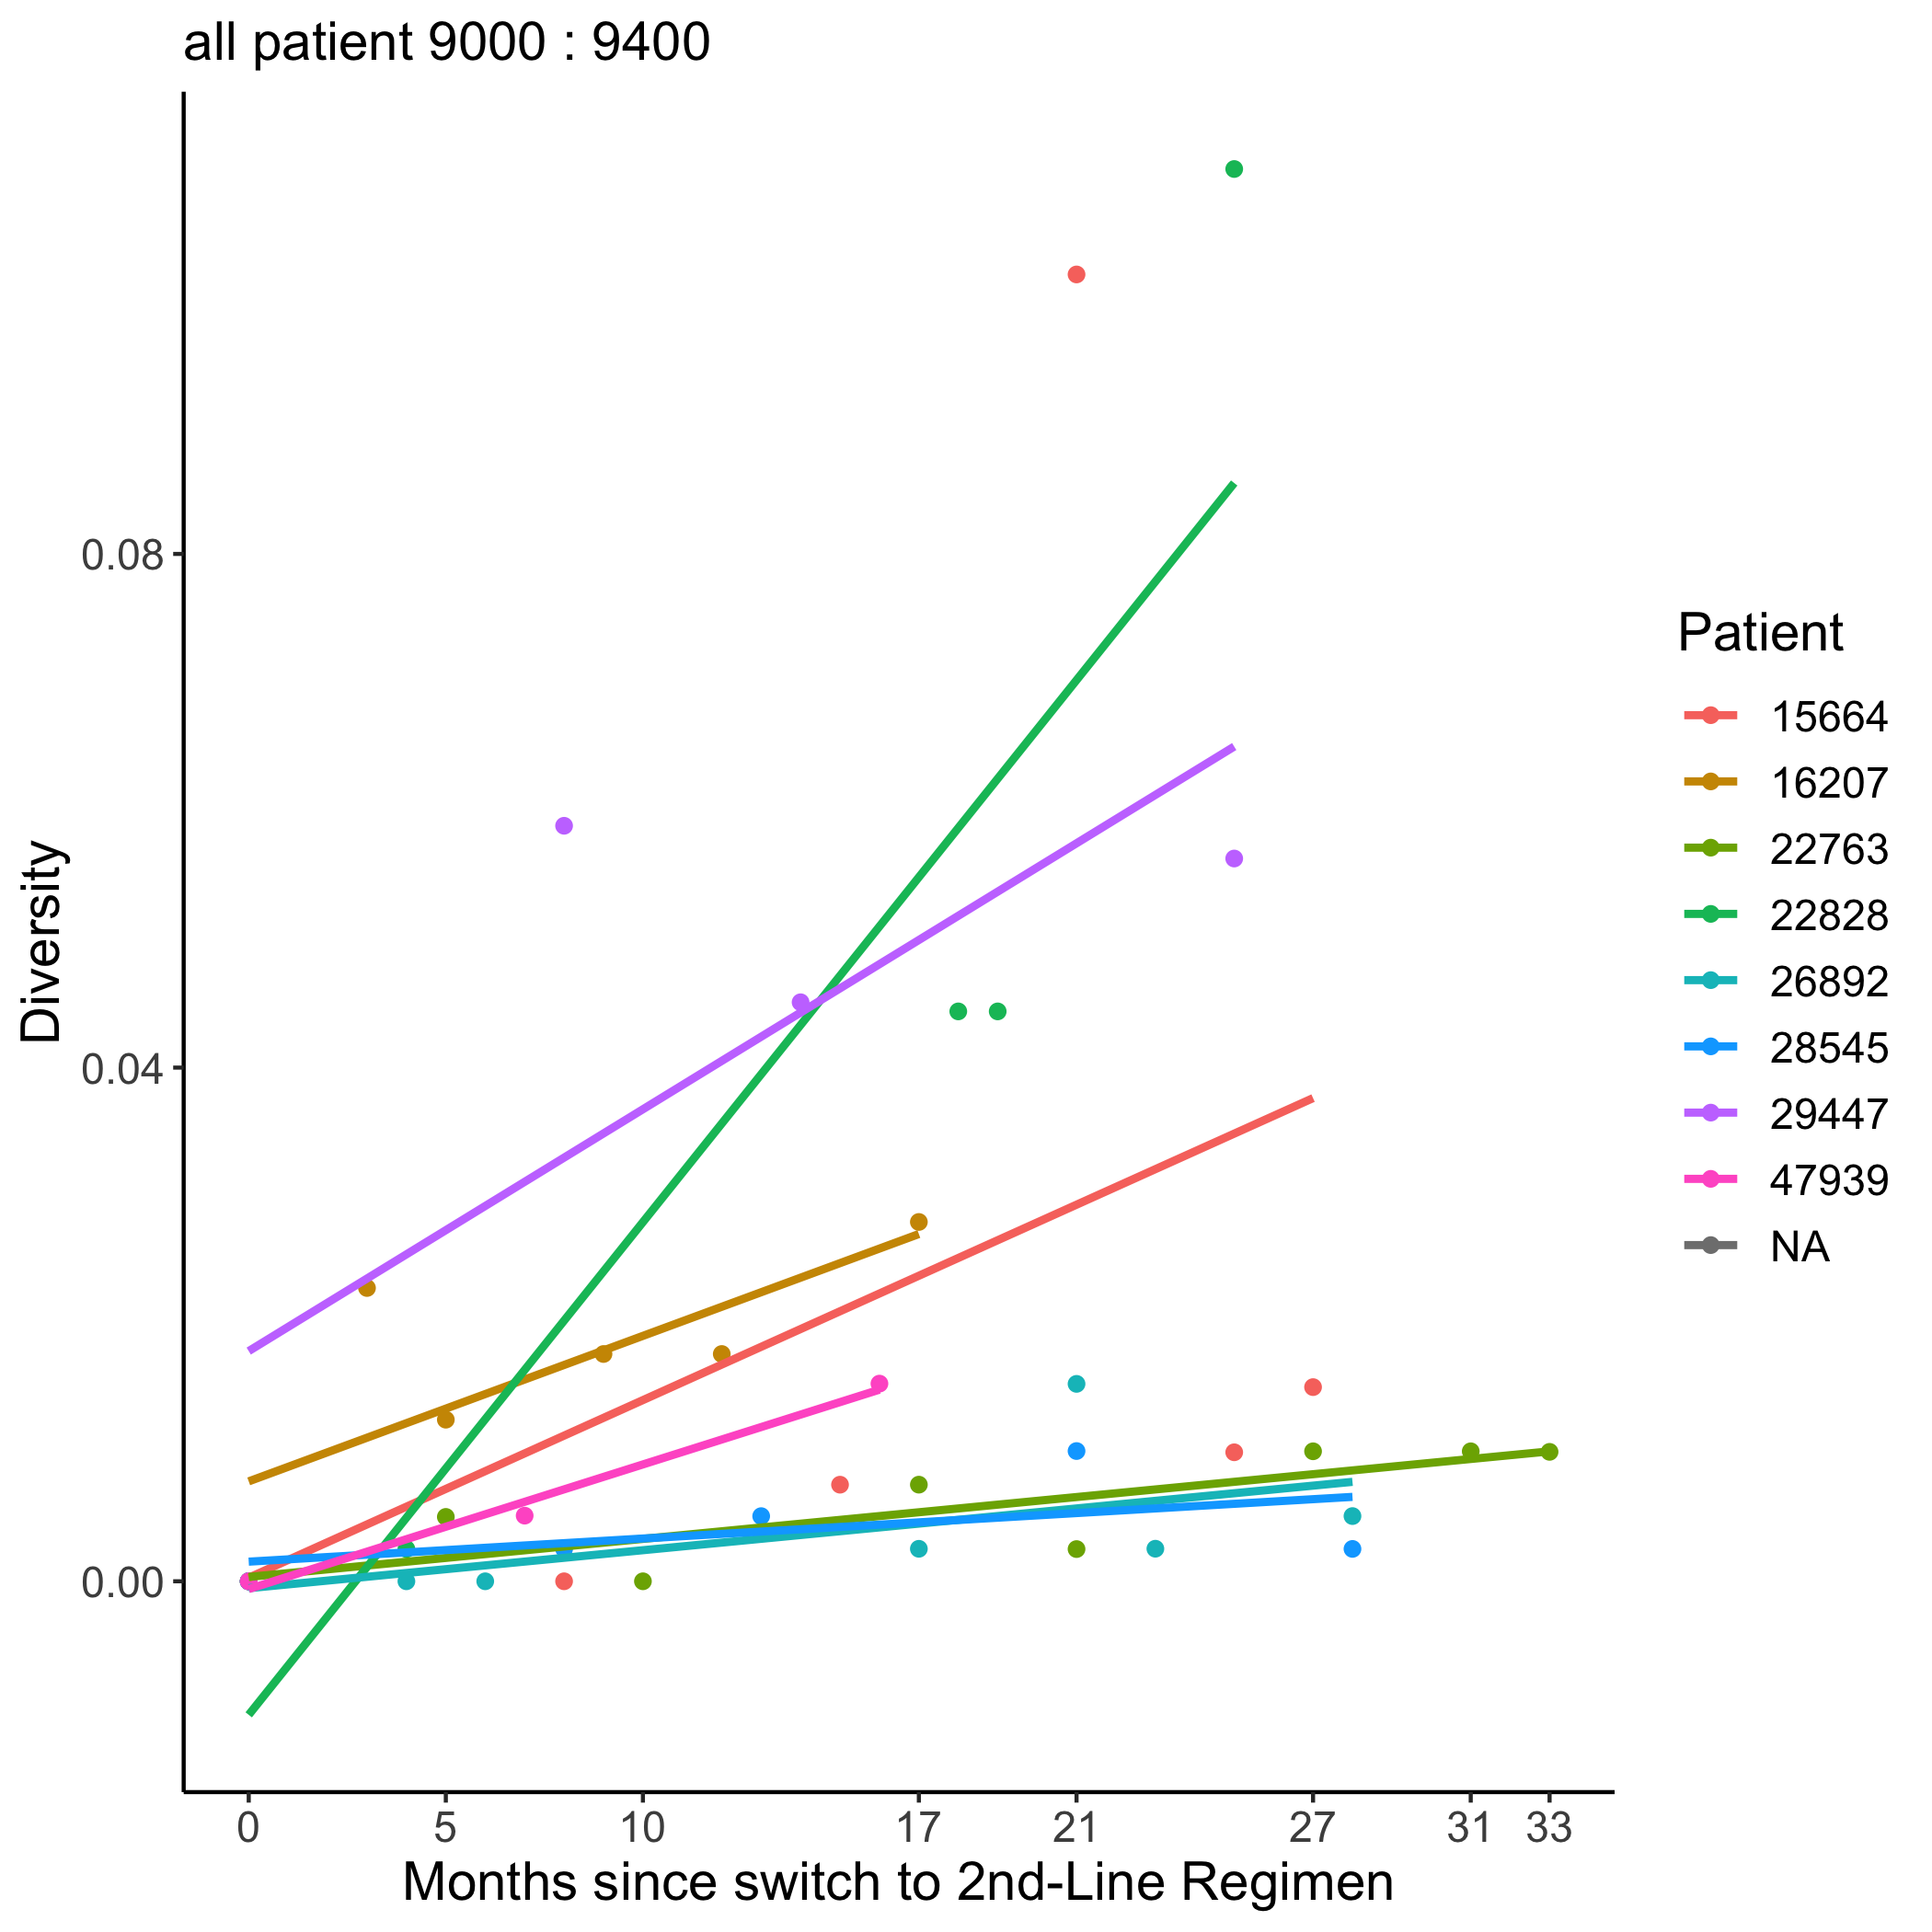 all patient 9000 : 9400
Diversity
0.08
0.04
0.00
0 5 10 17 21 27 31 33
Months since switch to 2nd-Line Regimen
Patient
15664
16207
22763
22828
26892
28545
29447
47939
NA